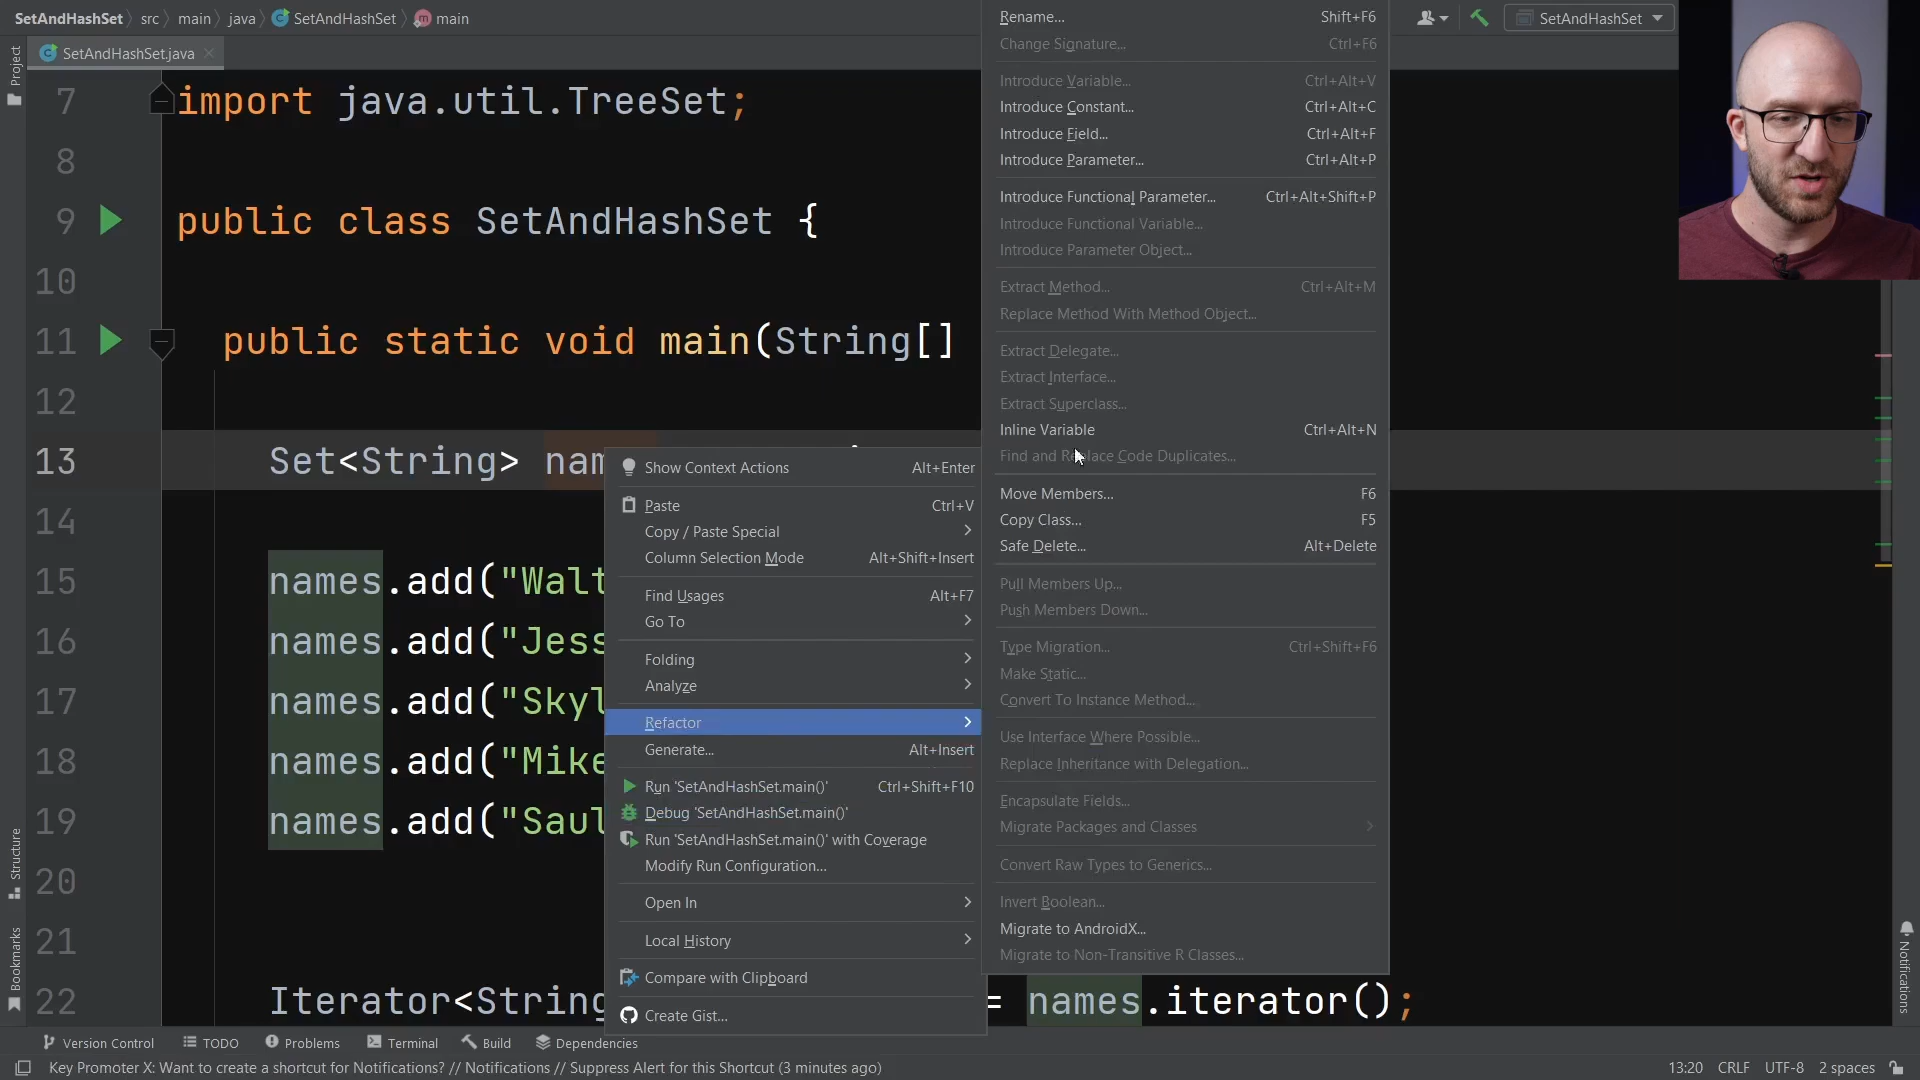 SetAndHashSet src main java SetAndHashSet main
SetAndHashSet
SetAndHashSet.java
Project
7 import java.util.TreeSet;
8
9 public class SetAndHashSet {
10
11 public static void main(String[]
12
13 Set<String> nam
14
15 names.add("Walt
16 names.add("Jess
17 names.add("Skyl
18 names.add("Mike
19 names.add("Saul
20
21
22 Iterator<String = names.iterator();
Show Context Actions Alt+Enter
Paste Ctrl+V
Copy / Paste Special
Column Selection Mode Alt+Shift+Insert
Find Usages Alt+F7
Go To
Folding
Analyze
Refactor
Generate... Alt+Insert
Run 'SetAndHashSet.main()' Ctrl+Shift+F10
Debug 'SetAndHashSet.main()'
Run 'SetAndHashSet.main()' with Coverage
Modify Run Configuration...
Open In
Local History
Compare with Clipboard
Create Gist...
Rename... Shift+F6
Change Signature... Ctrl+F6
Introduce Variable... Ctrl+Alt+V
Introduce Constant... Ctrl+Alt+C
Introduce Field... Ctrl+Alt+F
Introduce Parameter... Ctrl+Alt+P
Introduce Functional Parameter... Ctrl+Alt+Shift+P
Introduce Functional Variable...
Introduce Parameter Object...
Extract Method... Ctrl+Alt+M
Replace Method With Method Object...
Extract Delegate...
Extract Interface...
Extract Superclass...
Inline Variable Ctrl+Alt+N
Find and Replace Code Duplicates...
Move Members... F6
Copy Class... F5
Safe Delete... Alt+Delete
Pull Members Up...
Push Members Down...
Type Migration... Ctrl+Shift+F6
Make Static...
Convert To Instance Method...
Use Interface Where Possible...
Replace Inheritance with Delegation...
Encapsulate Fields...
Migrate Packages and Classes
Convert Raw Types to Generics...
Invert Boolean...
Migrate to AndroidX...
Migrate to Non-Transitive R Classes...
Structure
Bookmarks
Notifications
Version Control TODO Problems Terminal Build Dependencies
Key Promoter X: Want to create a shortcut for Notifications? // Notifications // Suppress Alert for this Shortcut (3 minutes ago) 13:20 CRLF UTF-8 2 spaces